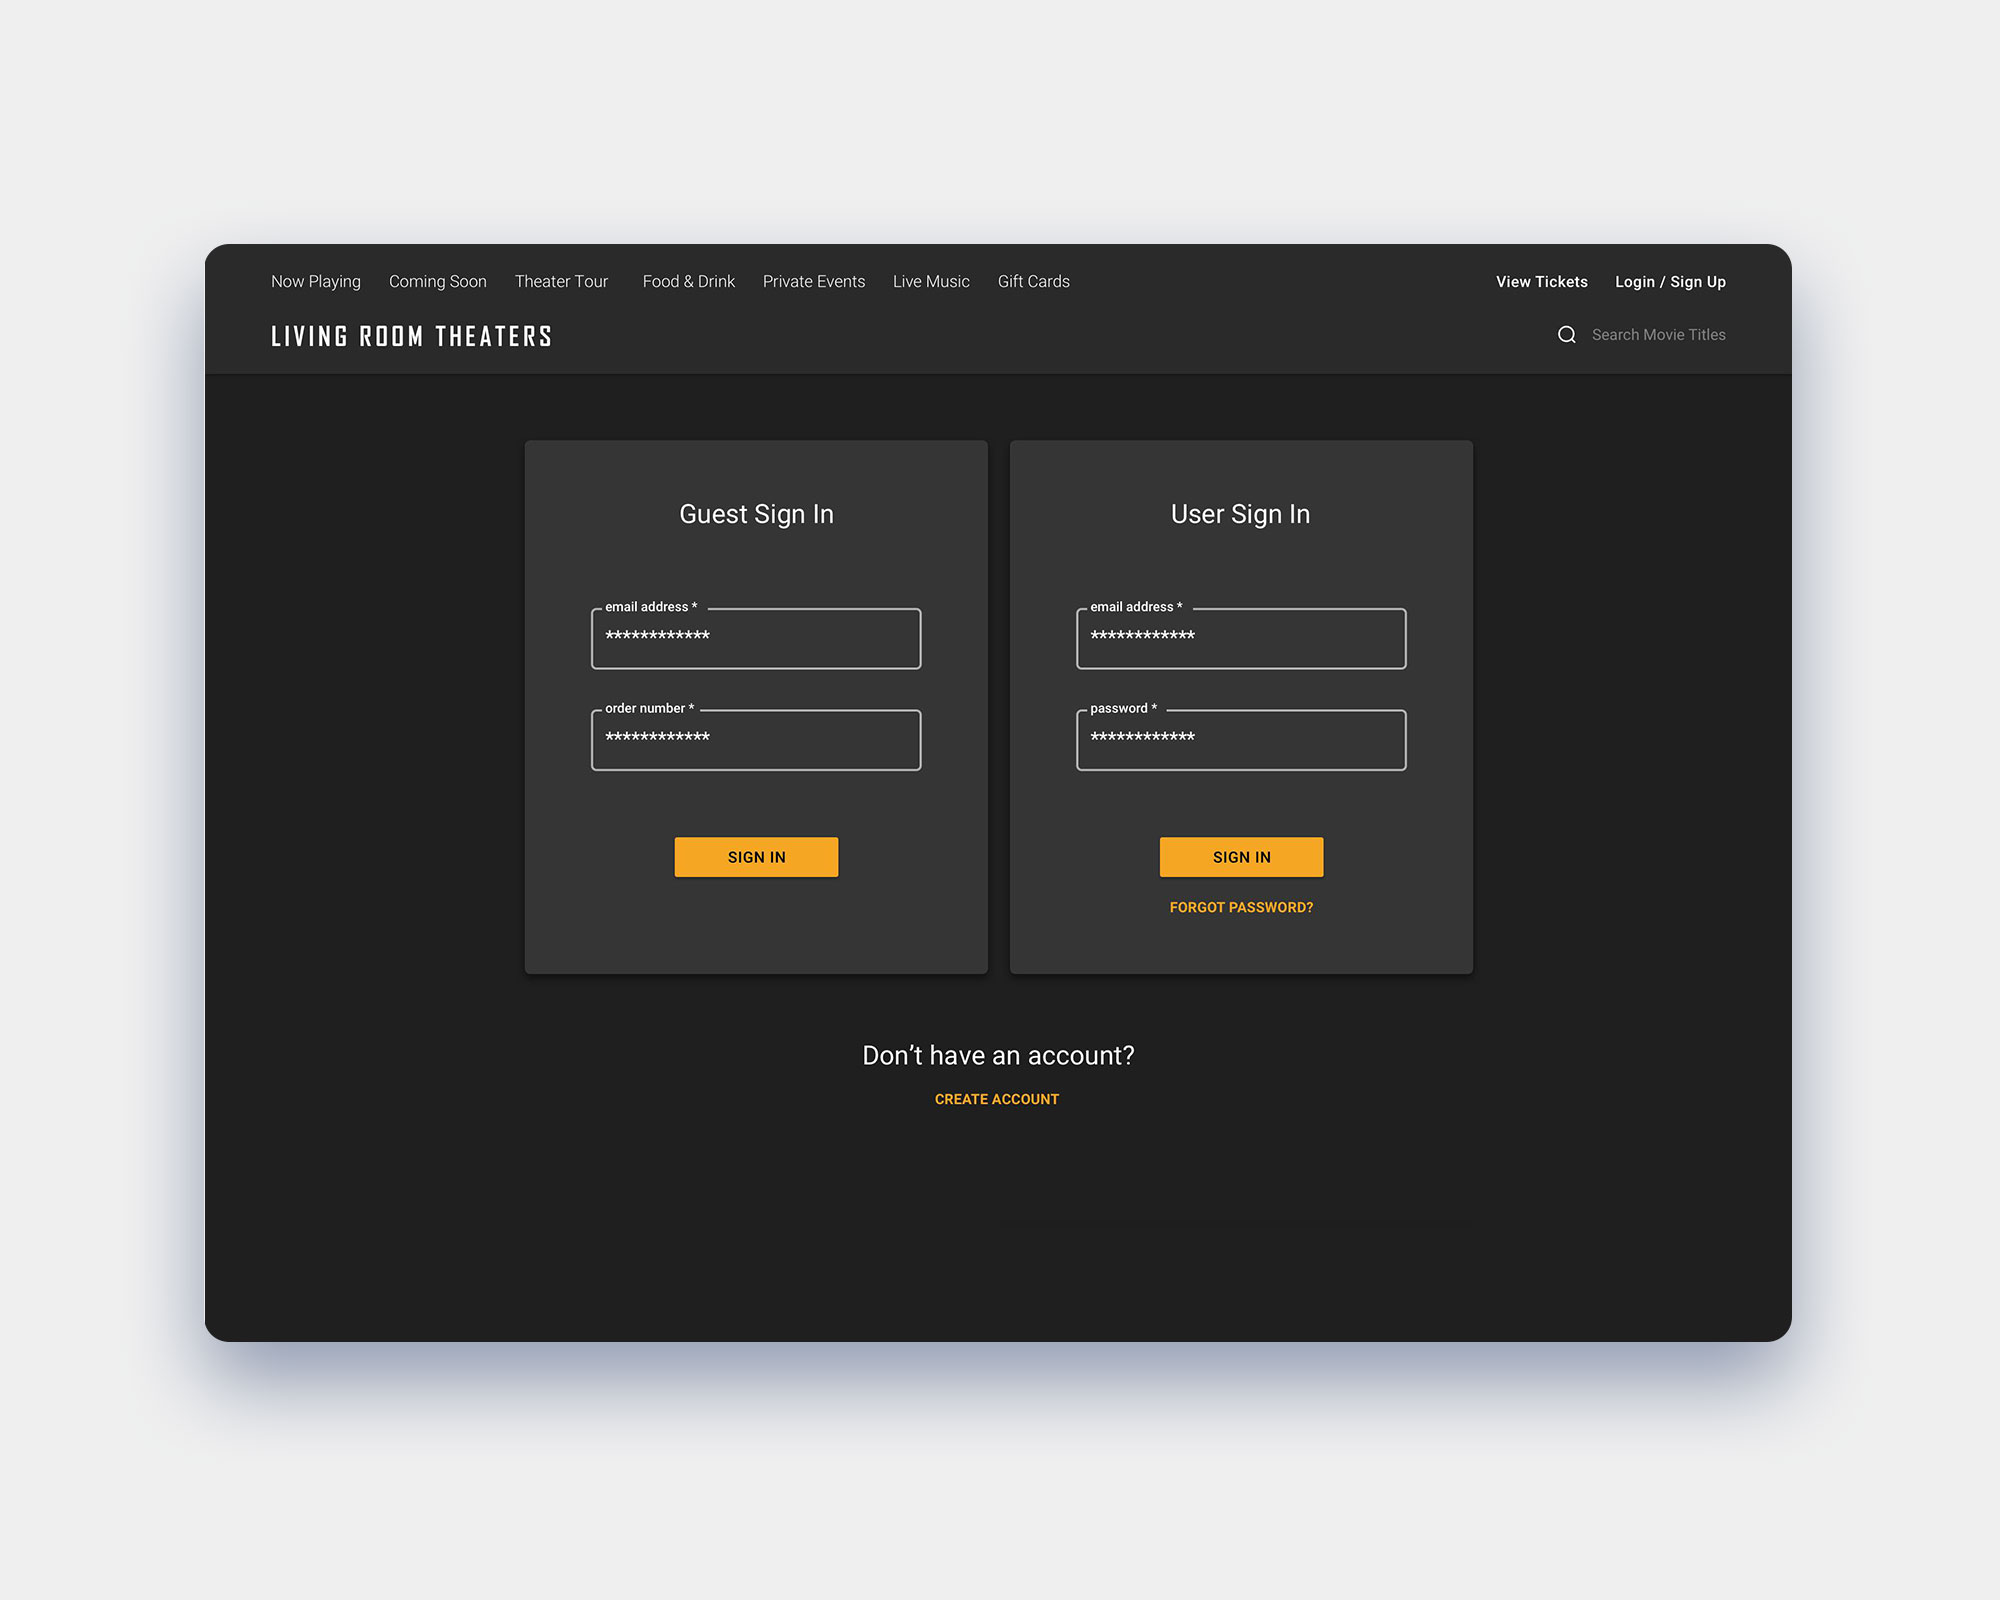 Now Playing Coming Soon Theater Tour Food & Drink Private Events Live Music Gift Cards View Tickets Login / Sign Up
LIVING ROOM THEATERS Search Movie Titles
Guest Sign In
email address *
************
order number *
************
SIGN IN
User Sign In
email address *
************
password *
************
SIGN IN
FORGOT PASSWORD?
Don’t have an account?
CREATE ACCOUNT